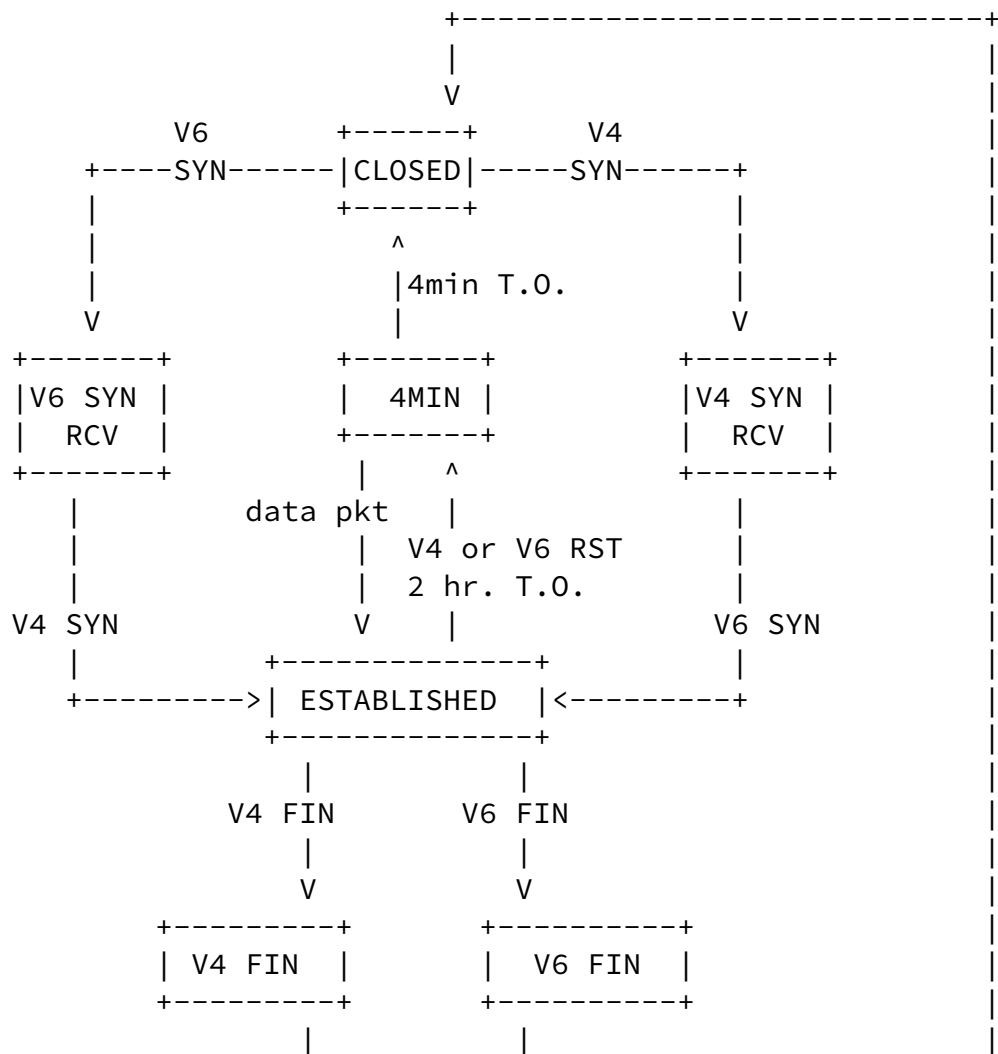 V6 V4
SYN CLOSED SYN
4min T.O.
V6 SYN 4MIN V4 SYN
RCV RCV
data pkt
V4 or V6 RST
2 hr. T.O.
V4 SYN V6 SYN
ESTABLISHED
V4 FIN V6 FIN
V4 FIN V6 FIN